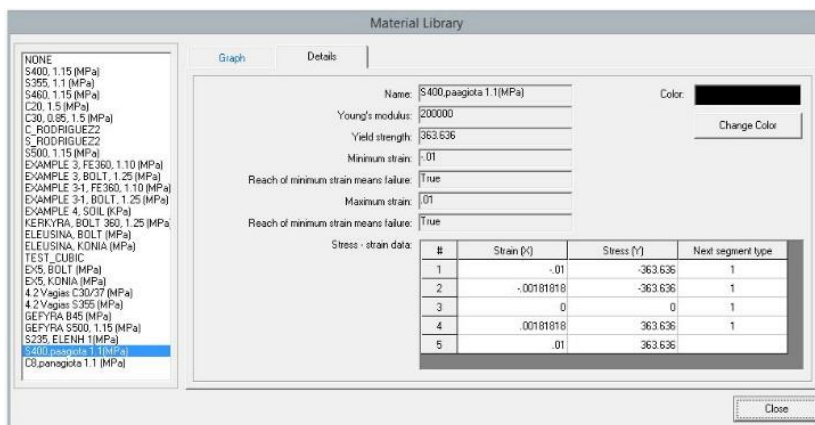 Material Library
NONE
S400, 1.15 (MPa)
S355, 1.1 (MPa)
S460, 1.15 (MPa)
C20, 1.5 (MPa)
C30, 0.85, 1.5 (MPa)
C_RODRIGUEZ2
S_RODRIGUEZ2
S500, 1.15 (MPa)
EXAMPLE 3, FE360, 1.10 (MPa)
EXAMPLE 3, BOLT, 1.25 (MPa)
EXAMPLE 3-1, FE360, 1.10 (MPa)
EXAMPLE 3-1, BOLT, 1.25 (MPa)
EXAMPLE 4, SOIL (KPa)
KERKYRA, BOLT 360, 1.25 (MPa
ELEUSINA, BOLT (MPa)
ELEUSINA, KONIA (MPa)
TEST_CUBIC
EX5, BOLT (MPa)
EX5, KONIA (MPa)
4.2 Vagias C30/37 (MPa)
4.2 Vagias S355 (MPa)
GEFYRA B45 (MPa)
GEFYRA S500, 1.15 (MPa)
S235, ELENH 1(MPa)
S400,paagiota 1.1(MPa)
C8,panagiota 1.1 (MPa)
Graph Details
Name: S400,paagiota 1.1(MPa)
Color:
Young's modulus: 200000
Change Color
Yield strength: 363.636
Minimum strain: -.01
Reach of minimum strain means failure: True
Maximum strain: .01
Reach of minimum strain means failure: True
Stress - strain data:
# Strain (X) Stress (Y) Next segment type
1 -.01 -363.636 1
2 -.00181818 -363.636 1
3 0 0 1
4 .00181818 363.636 1
5 .01 363.636
Close